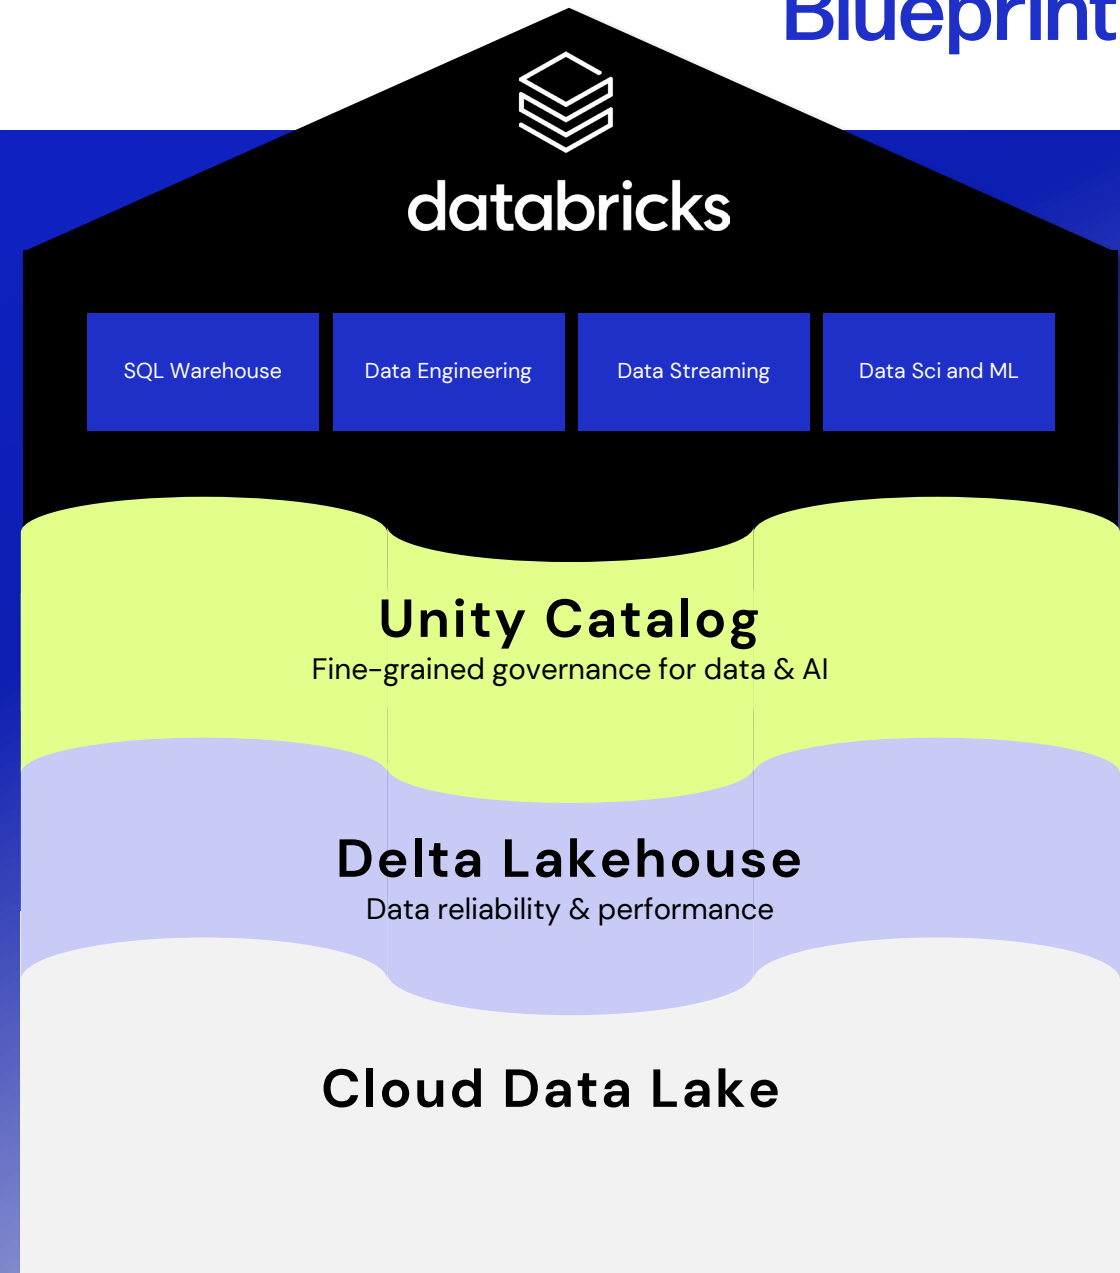 Blueprint
databricks
SQL Warehouse
Data Engineering
Data Streaming
Data Sci and ML
Unity Catalog
Fine-grained governance for data & AI
Delta Lakehouse
Data reliability & performance
Cloud Data Lake